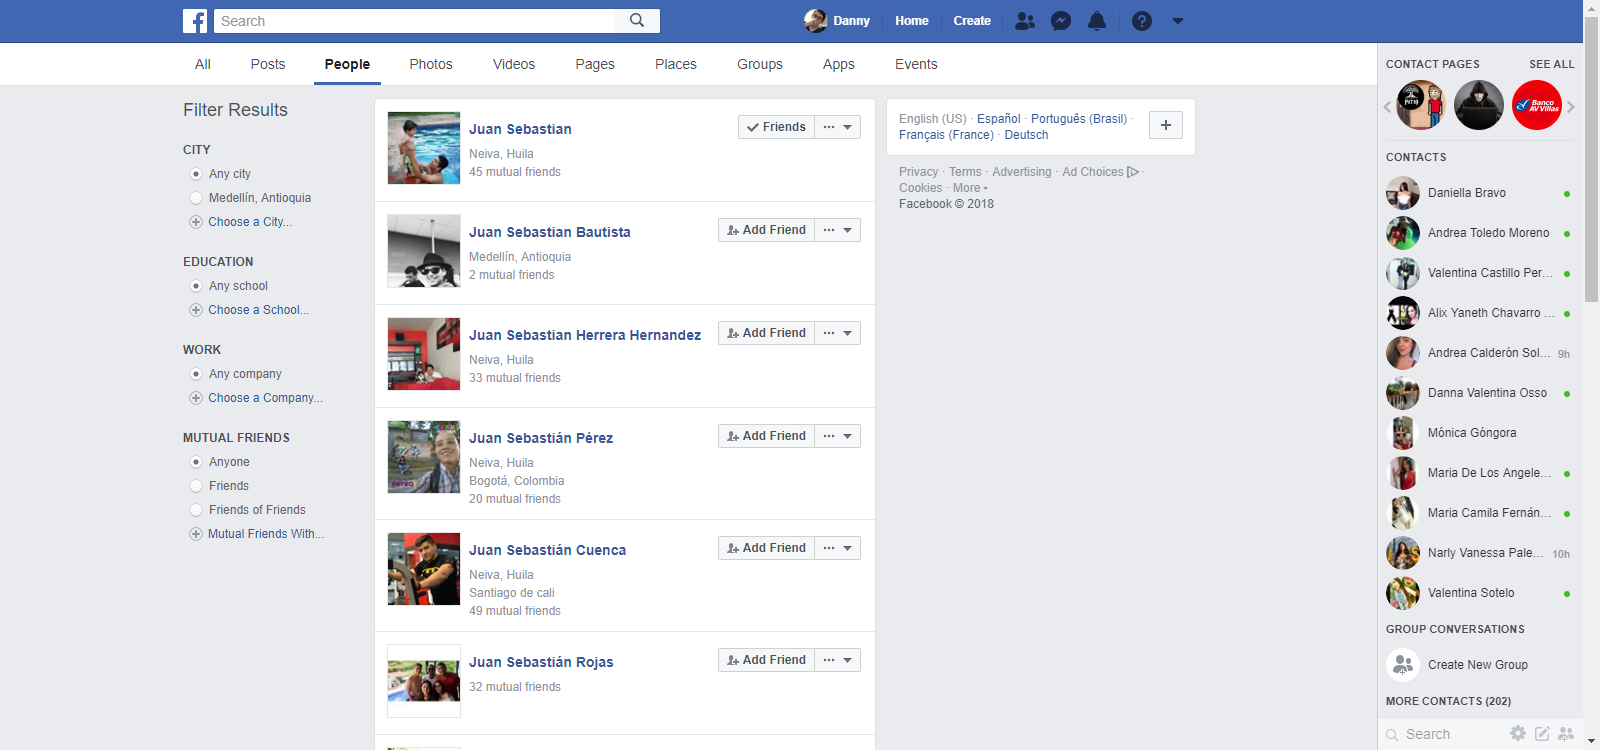 Search
Danny
Home
Create
All
Posts
People
Photos
Videos
Pages
Places
Groups
Apps
Events
Filter Results
CITY
Any city
Medellín, Antioquia
Choose a City...
EDUCATION
Any school
Choose a School...
WORK
Any company
Choose a Company...
MUTUAL FRIENDS
Anyone
Friends
Friends of Friends
Mutual Friends With...
Juan Sebastian
Friends
Neiva, Huila
45 mutual friends
Juan Sebastian Bautista
Add Friend
Medellín, Antioquia
2 mutual friends
Juan Sebastian Herrera Hernandez
Add Friend
Neiva, Huila
33 mutual friends
Juan Sebastián Pérez
Add Friend
Neiva, Huila
Bogotá, Colombia
20 mutual friends
Juan Sebastián Cuenca
Add Friend
Neiva, Huila
Santiago de cali
49 mutual friends
Juan Sebastián Rojas
Add Friend
32 mutual friends
English (US) · Español · Português (Brasil) ·
Français (France) · Deutsch
Privacy · Terms · Advertising · Ad Choices ·
Cookies · More
Facebook © 2018
CONTACT PAGES
SEE ALL
Banco
AV Villas
CONTACTS
Daniella Bravo
Andrea Toledo Moreno
Valentina Castillo Per...
Alix Yaneth Chavarro ...
Andrea Calderón Sol... 9h
Danna Valentina Osso
Mónica Góngora
Maria De Los Angele...
Maria Camila Fernán...
Narly Vanessa Pale... 10h
Valentina Sotelo
GROUP CONVERSATIONS
Create New Group
MORE CONTACTS (202)
Search